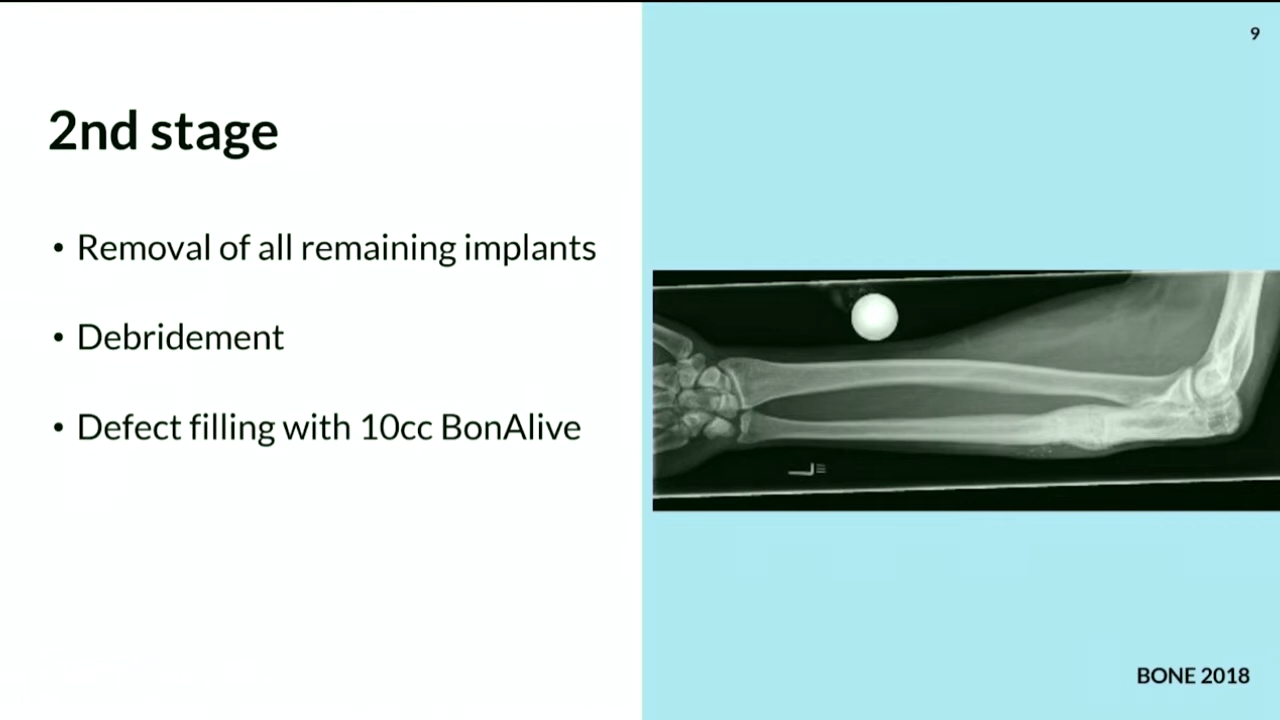 9
2nd stage
• Removal of all remaining implants
• Debridement
• Defect filling with 10cc BonAlive
L
BONE 2018